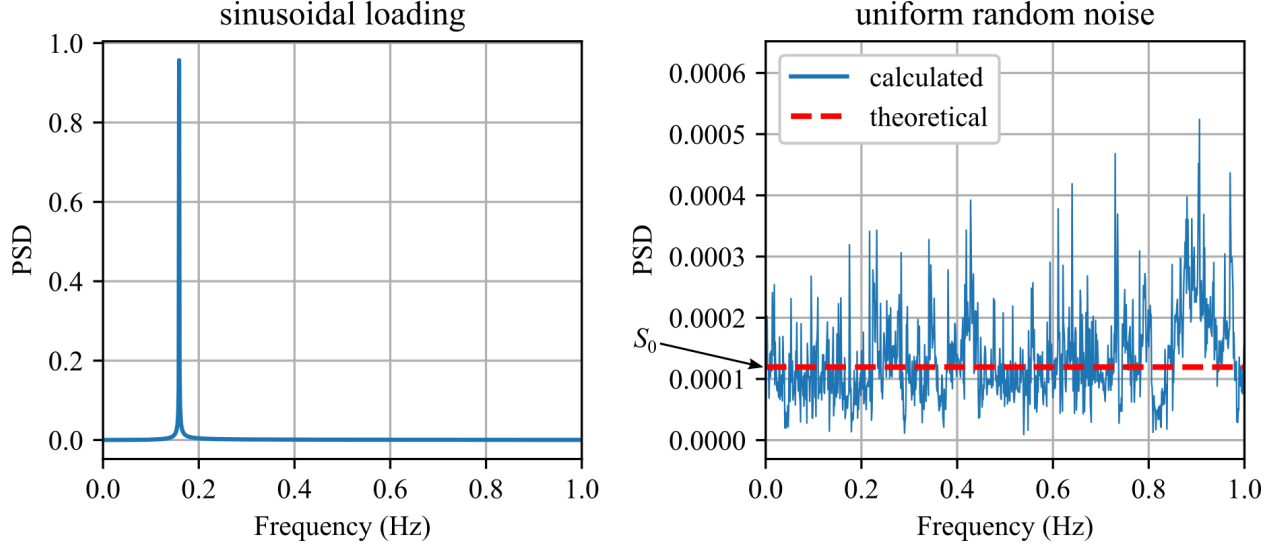 sinusoidal loading
1.0
0.8
0.6
0.4
0.2
0.0
PSD
0.0 0.2 0.4 0.6 0.8 1.0
Frequency (Hz)
uniform random noise
calculated
theoretical
0.0006
0.0005
0.0004
0.0003
0.0002
0.0001
0.0000
PSD
S₀
0.0 0.2 0.4 0.6 0.8 1.0
Frequency (Hz)